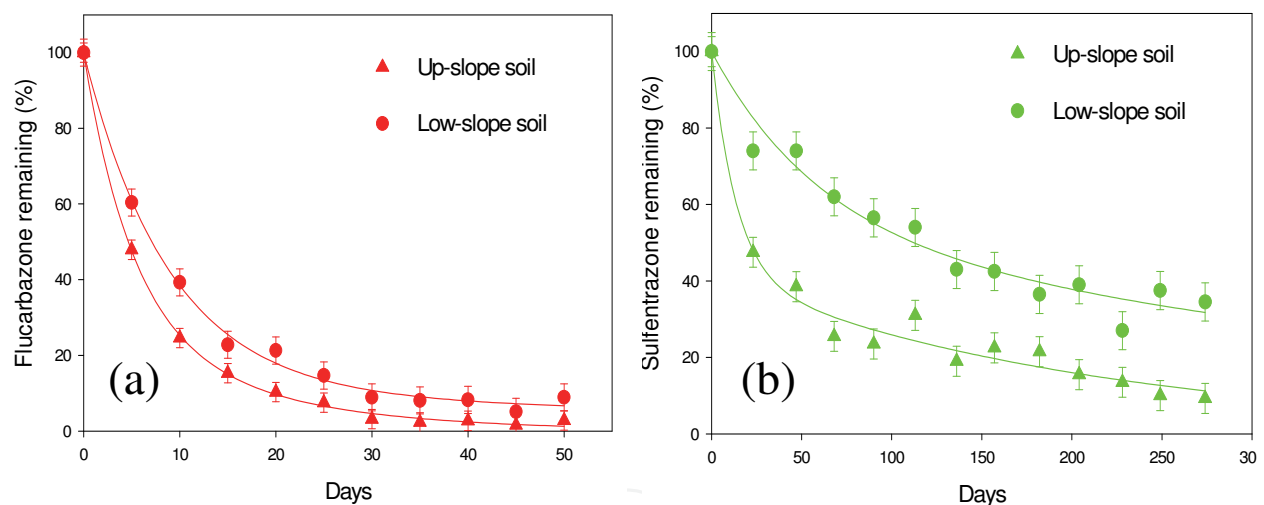 Flucarbazone remaining (%)
100
80
60
40
20
0
Up-slope soil
Low-slope soil
(a)
0 10 20 30 40 50
Days
Sulfentrazone remaining (%)
100
80
60
40
20
0
Up-slope soil
Low-slope soil
(b)
0 50 100 150 200 250 30
Days